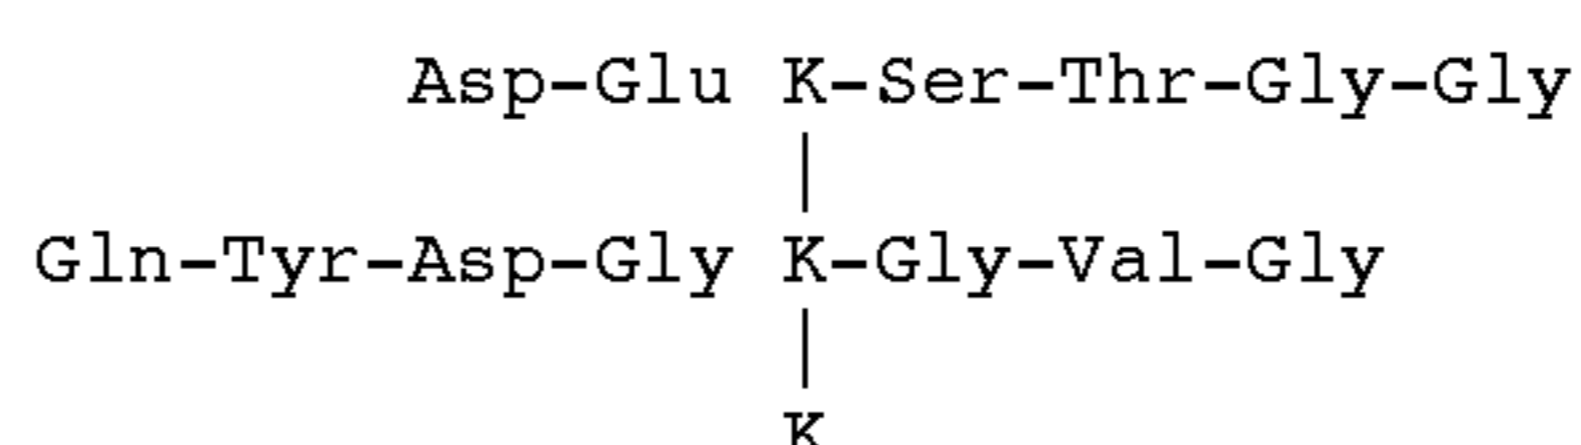 Asp-Glu K-Ser-Thr-Gly-Gly
|
Gln-Tyr-Asp-Gly K-Gly-Val-Gly
|
K